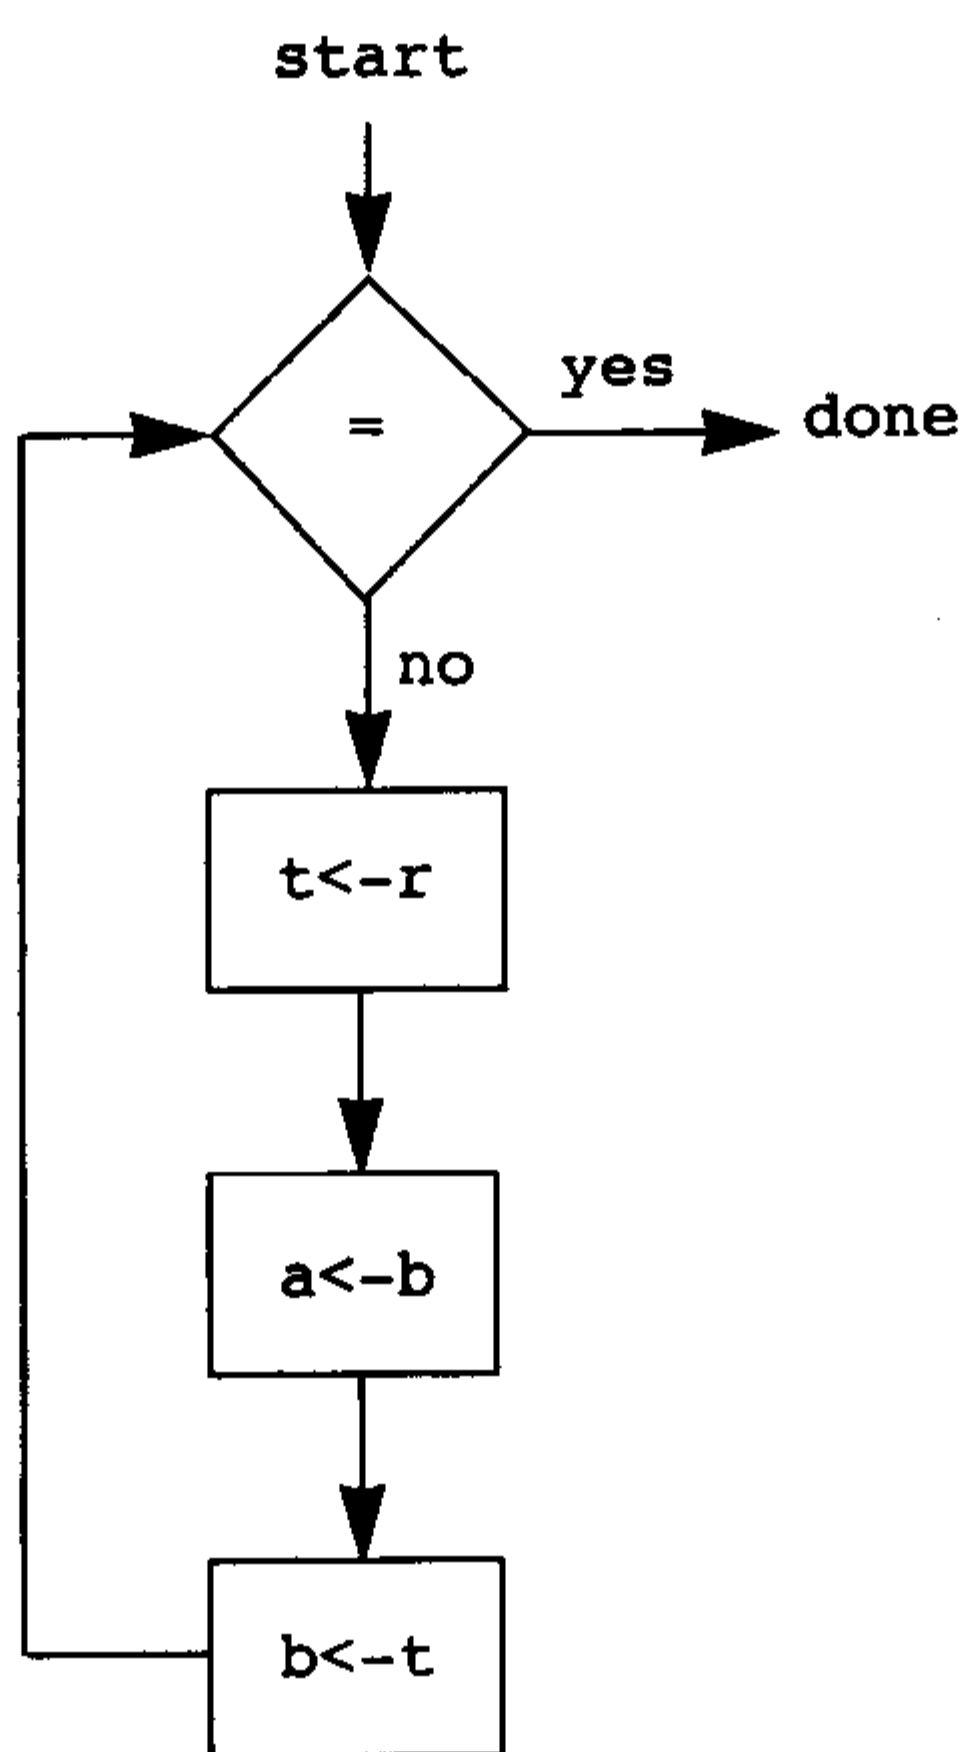 start
=
yes
done
no
t<-r
a<-b
b<-t